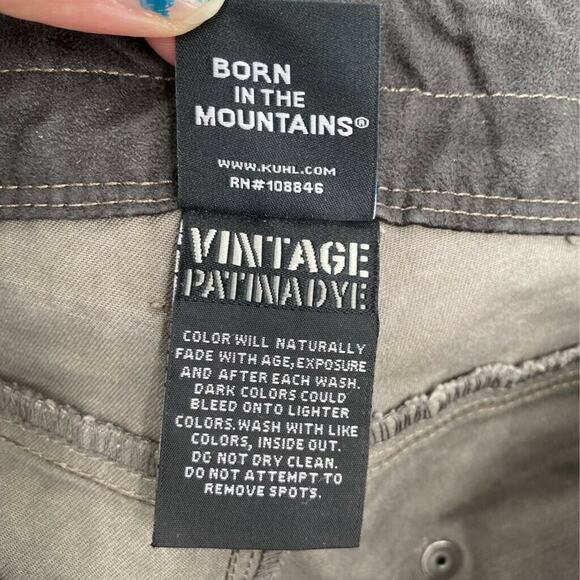 BORN
IN THE
MOUNTAINS®
WWW.KUHL.COM
RN#108846
VINTAGE
PATINADYE
COLOR WILL NATURALLY
FADE WITH AGE, EXPOSURE
AND AFTER EACH WASH.
DARK COLORS COULD
BLEED ONTO LIGHTER
COLORS. WASH WITH LIKE
COLORS, INSIDE OUT.
DO NOT DRY CLEAN.
DO NOT ATTEMPT TO
REMOVE SPOTS.